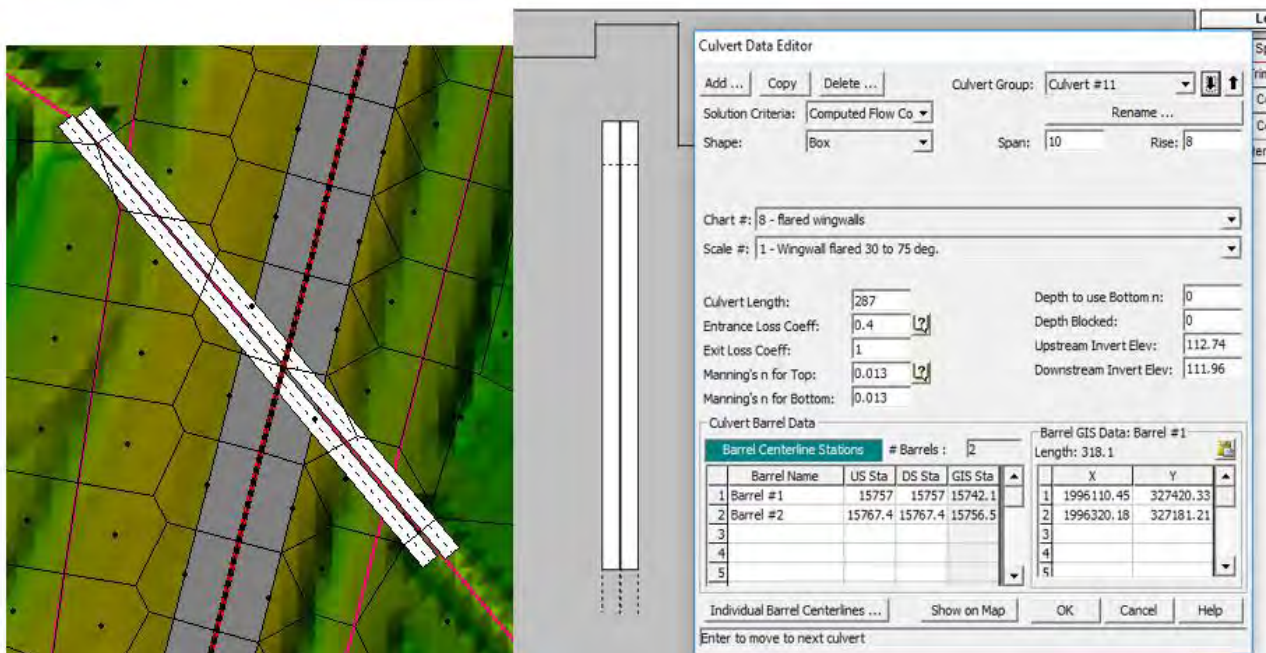 Culvert Data Editor
Add ... Copy Delete ... Culvert Group: Culvert #11
Solution Criteria: Computed Flow Co Rename ...
Shape: Box Span: 10 Rise: 8
Chart #: 8 - flared wingwalls
Scale #: 1 - Wingwall flared 30 to 75 deg.
Culvert Length: 287 Depth to use Bottom n: 0
Entrance Loss Coeff: 0.4 Depth Blocked: 0
Exit Loss Coeff: 1 Upstream Invert Elev: 112.74
Manning's n for Top: 0.013 Downstream Invert Elev: 111.96
Manning's n for Bottom: 0.013
Culvert Barrel Data
Barrel Centerline Stations # Barrels : 2 Barrel GIS Data: Barrel #1
Length: 318.1
Barrel Name US Sta DS Sta GIS Sta X Y
1 Barrel #1 15757 15757 15742.1 1 1996110.45 327420.33
2 Barrel #2 15767.4 15767.4 15756.5 2 1996320.18 327181.21
3 3
4 4
5 5
Individual Barrel Centerlines ... Show on Map OK Cancel Help
Enter to move to next culvert